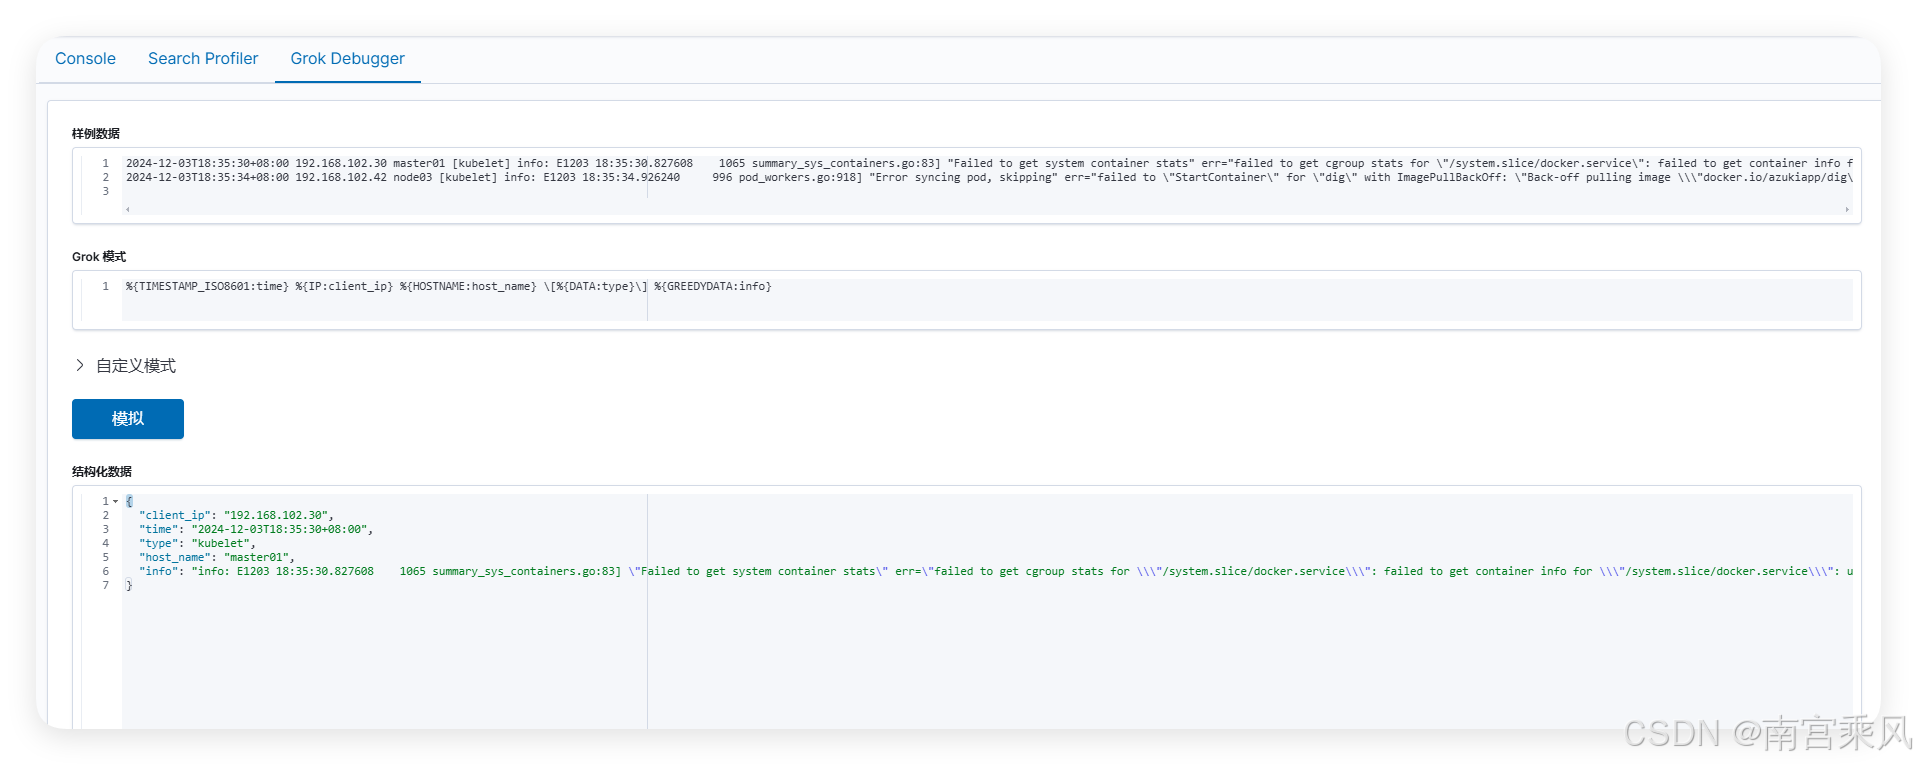 Console Search Profiler Grok Debugger
样例数据
1 2024-12-03T18:35:30+08:00 192.168.102.30 master01 [kubelet] info: E1203 18:35:30.827608    1065 summary_sys_containers.go:83] "Failed to get system container stats" err="failed to get cgroup stats for \"/system.slice/docker.service\": failed to get container info f
2 2024-12-03T18:35:34+08:00 192.168.102.42 node03 [kubelet] info: E1203 18:35:34.926240     996 pod_workers.go:918] "Error syncing pod, skipping" err="failed to \"StartContainer\" for \"dig\" with ImagePullBackOff: \"Back-off pulling image \\\"docker.io/azukiapp/dig\
3
Grok 模式
1 %{TIMESTAMP_ISO8601:time} %{IP:client_ip} %{HOSTNAME:host_name} \[%{DATA:type}\] %{GREEDYDATA:info}
自定义模式
模拟
结构化数据
1 {
2 "client_ip": "192.168.102.30",
3 "time": "2024-12-03T18:35:30+08:00",
4 "type": "kubelet",
5 "host_name": "master01",
6 "info": "info: E1203 18:35:30.827608    1065 summary_sys_containers.go:83] \"Failed to get system container stats\" err=\"failed to get cgroup stats for \\\"/system.slice/docker.service\\\": failed to get container info for \\\"/system.slice/docker.service\\\": u
7 }
CSDN @南宫乘风